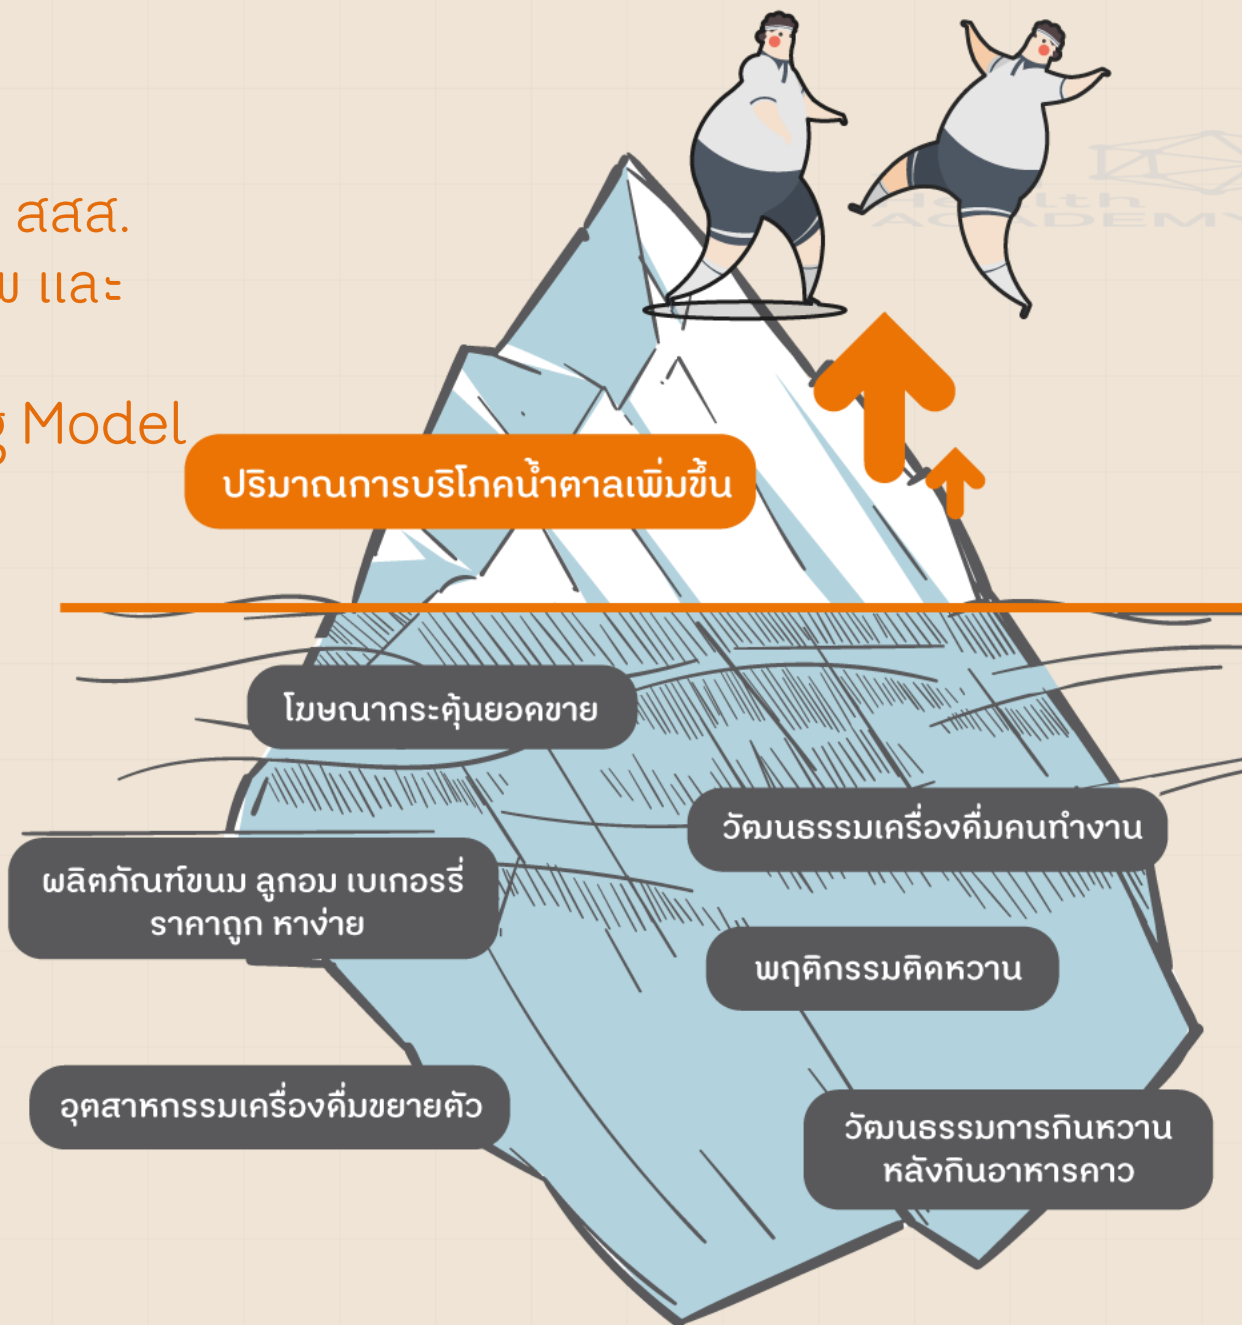 สสส.
และ
Model
ปริมาณการบริโภคน้ำตาลเพิ่มขึ้น
โฆษณากระตุ้นยอดขาย
วัฒนธรรมเครื่องดื่มคนทำงาน
ผลิตภัณฑ์ขนม ลูกอม เบเกอรรี่
ราคาถูก หาง่าย
พฤติกรรมติดหวาน
อุตสาหกรรมเครื่องดื่มขยายตัว
วัฒนธรรมการกินหวาน
หลังกินอาหารคาว
ACADEMY